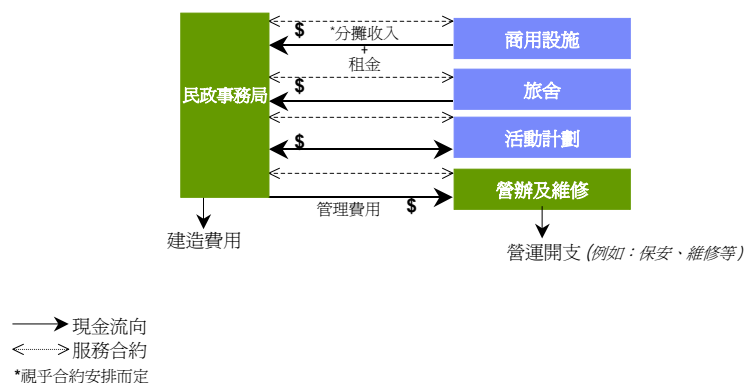 $
*分攤收入
+
租金
商用設施
民政事務局
$
旅舍
$
活動計劃
營辦及維修
管理費用 $
建造費用
營運開支 (例如：保安、維修等)
現金流向
服務合約
*視乎合約安排而定